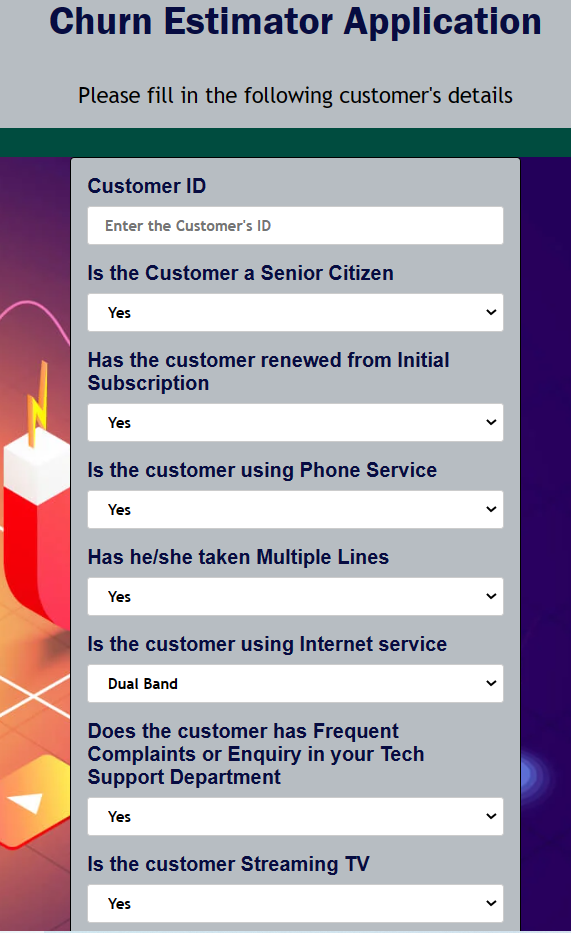 Churn Estimator Application
Please fill in the following customer's details
Customer ID
Enter the Customer's ID
Is the Customer a Senior Citizen
Yes
Has the customer renewed from Initial
Subscription
Yes
Is the customer using Phone Service
Yes
Has he/she taken Multiple Lines
Yes
Is the customer using Internet service
Dual Band
Does the customer has Frequent
Complaints or Enquiry in your Tech
Support Department
Yes
Is the customer Streaming TV
Yes